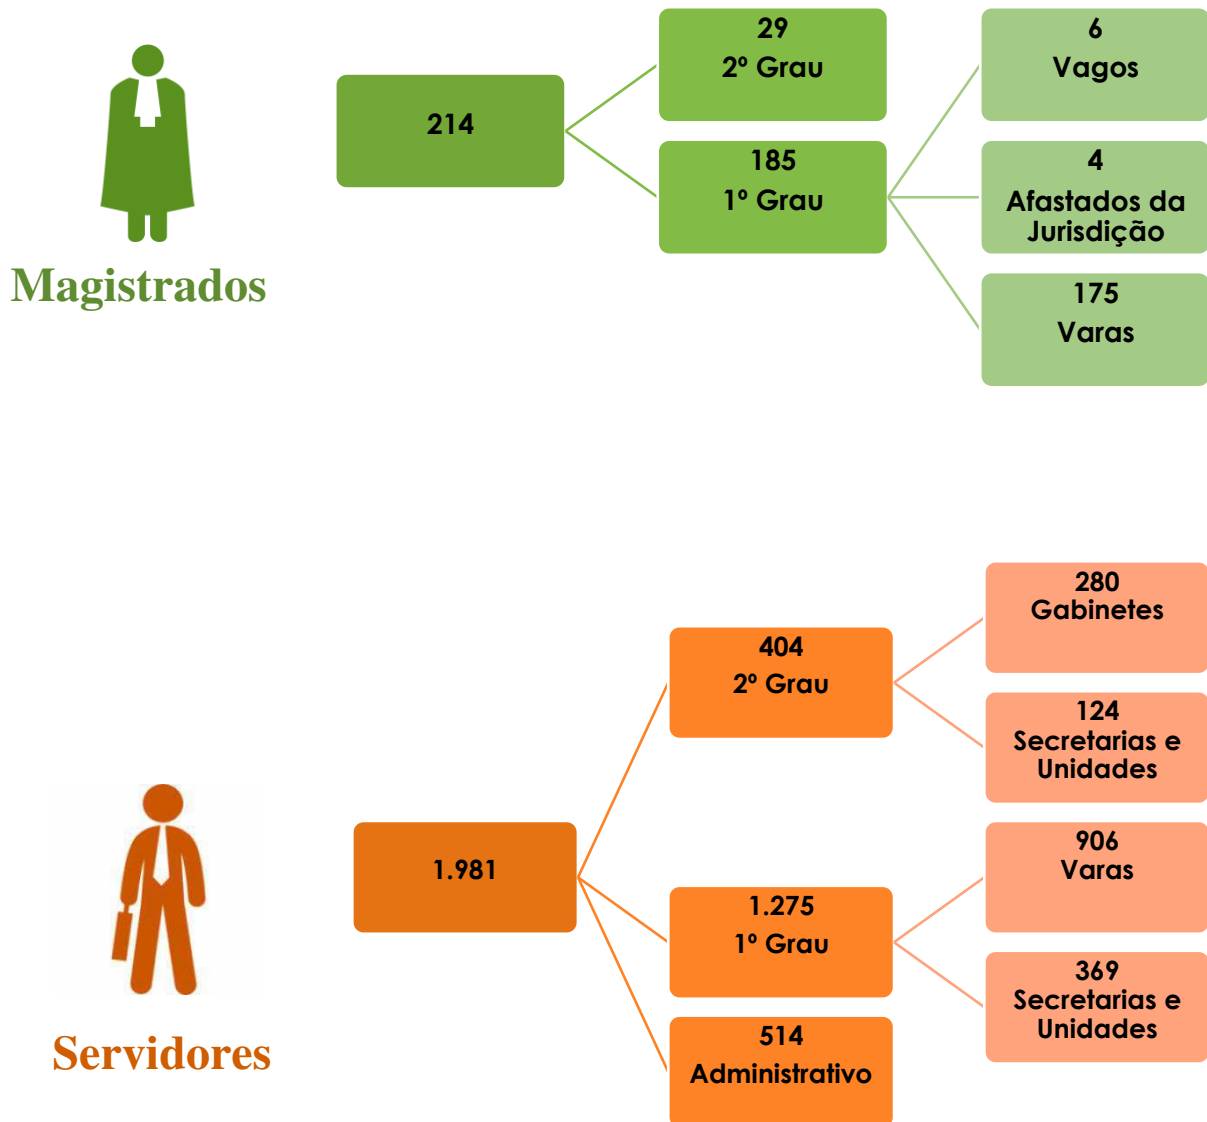 Magistrados
214
29
2º Grau
185
1º Grau
6
Vagos
4
Afastados da
Jurisdição
175
Varas
Servidores
1.981
404
2º Grau
1.275
1º Grau
514
Administrativo
280
Gabinetes
124
Secretarias e
Unidades
906
Varas
369
Secretarias e
Unidades